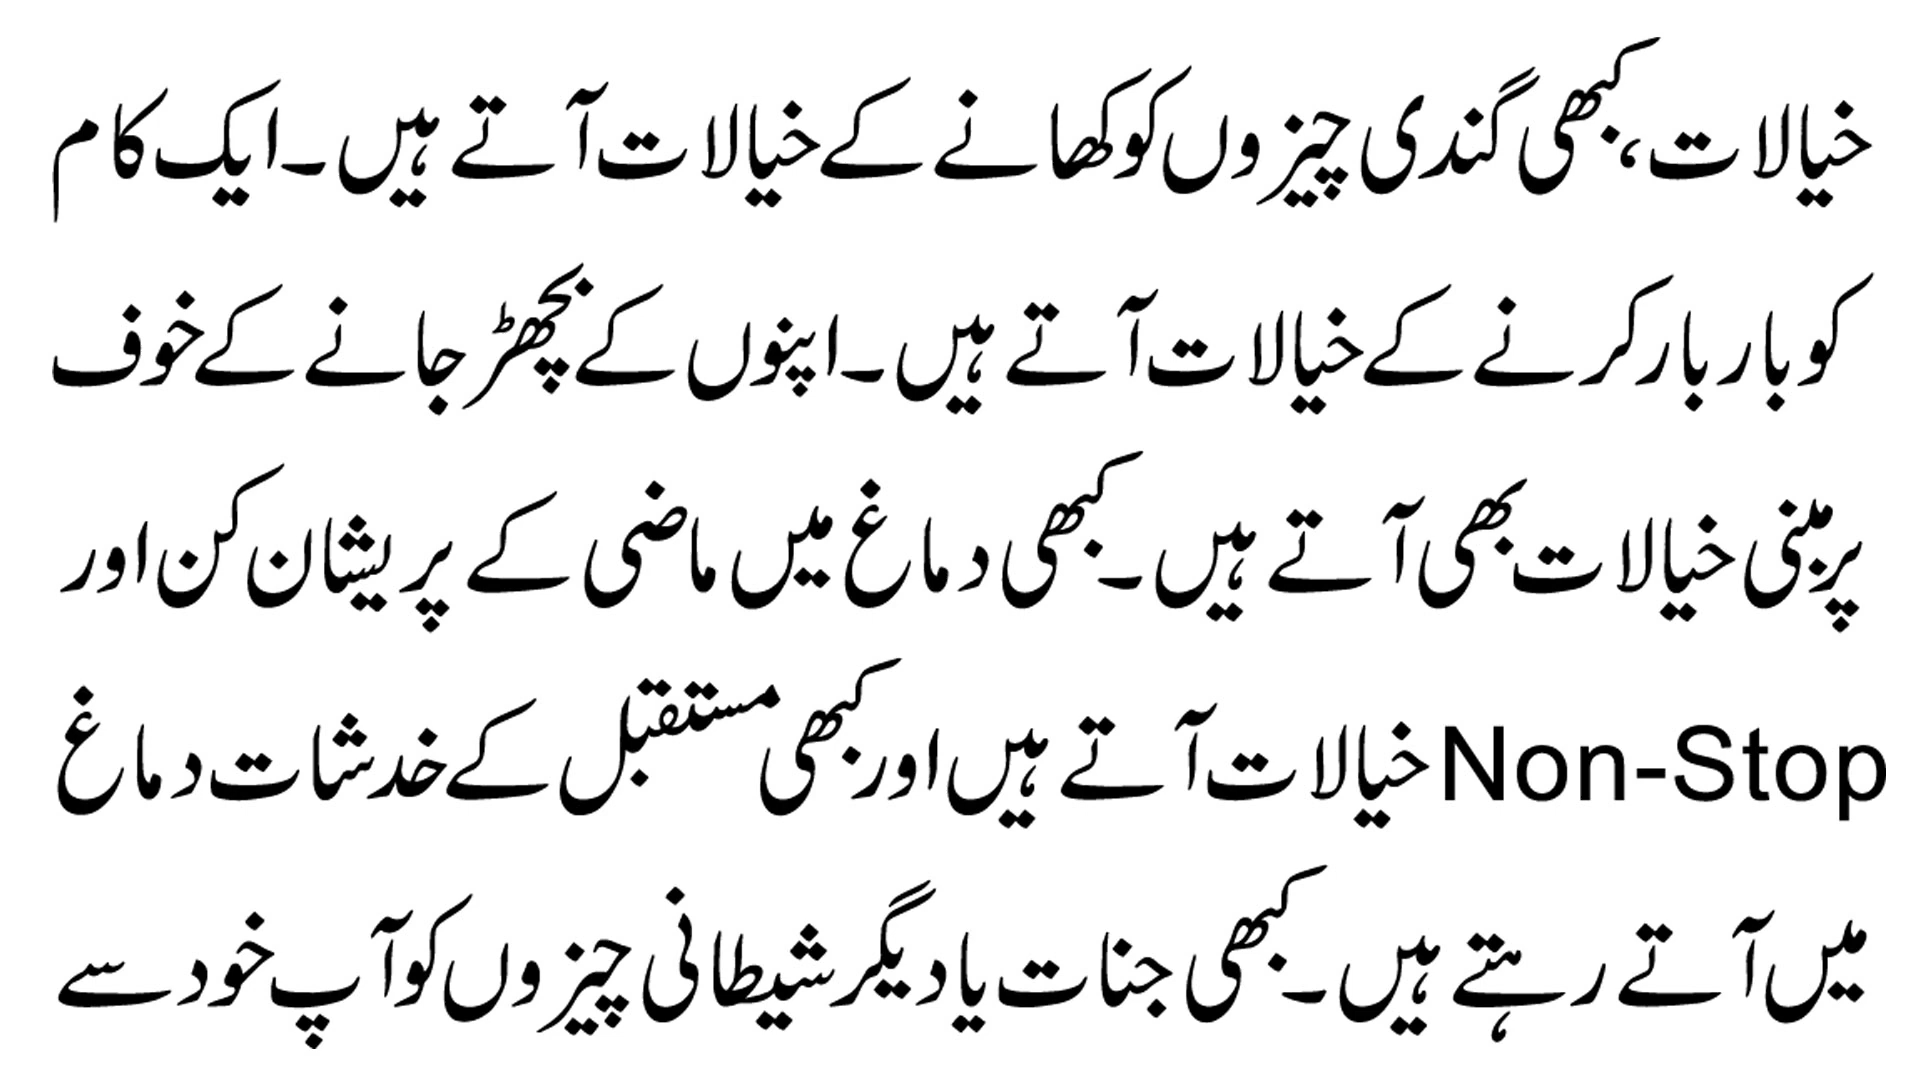 خیالات، کبھی گندی چیزوں کو کھانے کے خیالات آتے ہیں۔ ایک کام
کو بار بار کرنے کے خیالات آتے ہیں۔ اپنوں کے بچھڑ جانے کے خوف
پر مبنی خیالات بھی آتے ہیں۔ کبھی دماغ میں ماضی کے پریشان کن اور
Non-Stop خیالات آتے ہیں اور کبھی مستقبل کے خدشات دماغ
میں آتے رہتے ہیں۔ کبھی جنات یا دیگر شیطانی چیزوں کو آپ خود سے